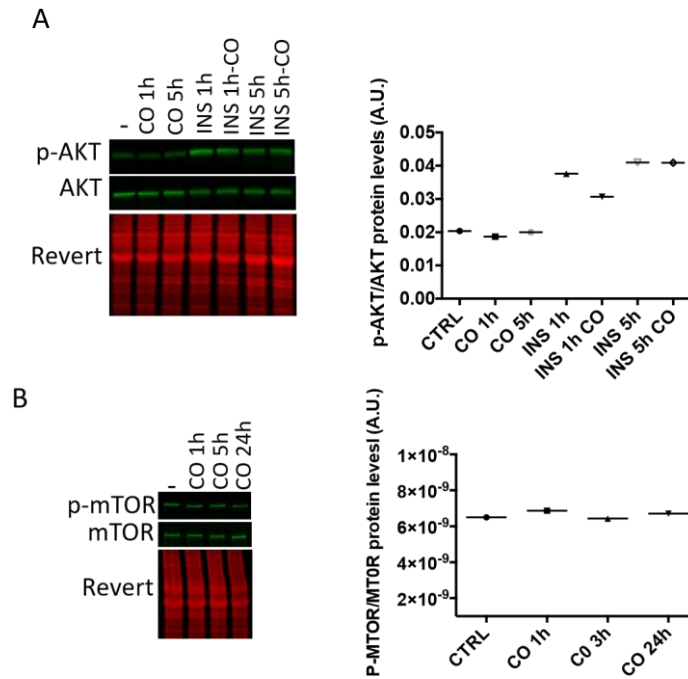 A
-
CO 1h
CO 5h
INS 1h
INS 1h-CO
INS 5h
INS 5h-CO
p-AKT
AKT
Revert
p-AKT/AKT protein levels (A.U.)
0.05
0.04
0.03
0.02
0.01
0.00
CTRL
CO 1h
CO 5h
INS 1h
INS 1h CO
INS 5h
INS 5h CO
B
-
CO 1h
CO 5h
CO 24h
p-mTOR
mTOR
Revert
P-MTOR/MT0R protein levesl (A.U.)
1×10⁻⁸
8×10⁻⁹
6×10⁻⁹
4×10⁻⁹
2×10⁻⁹
CTRL
CO 1h
C0 3h
CO 24h